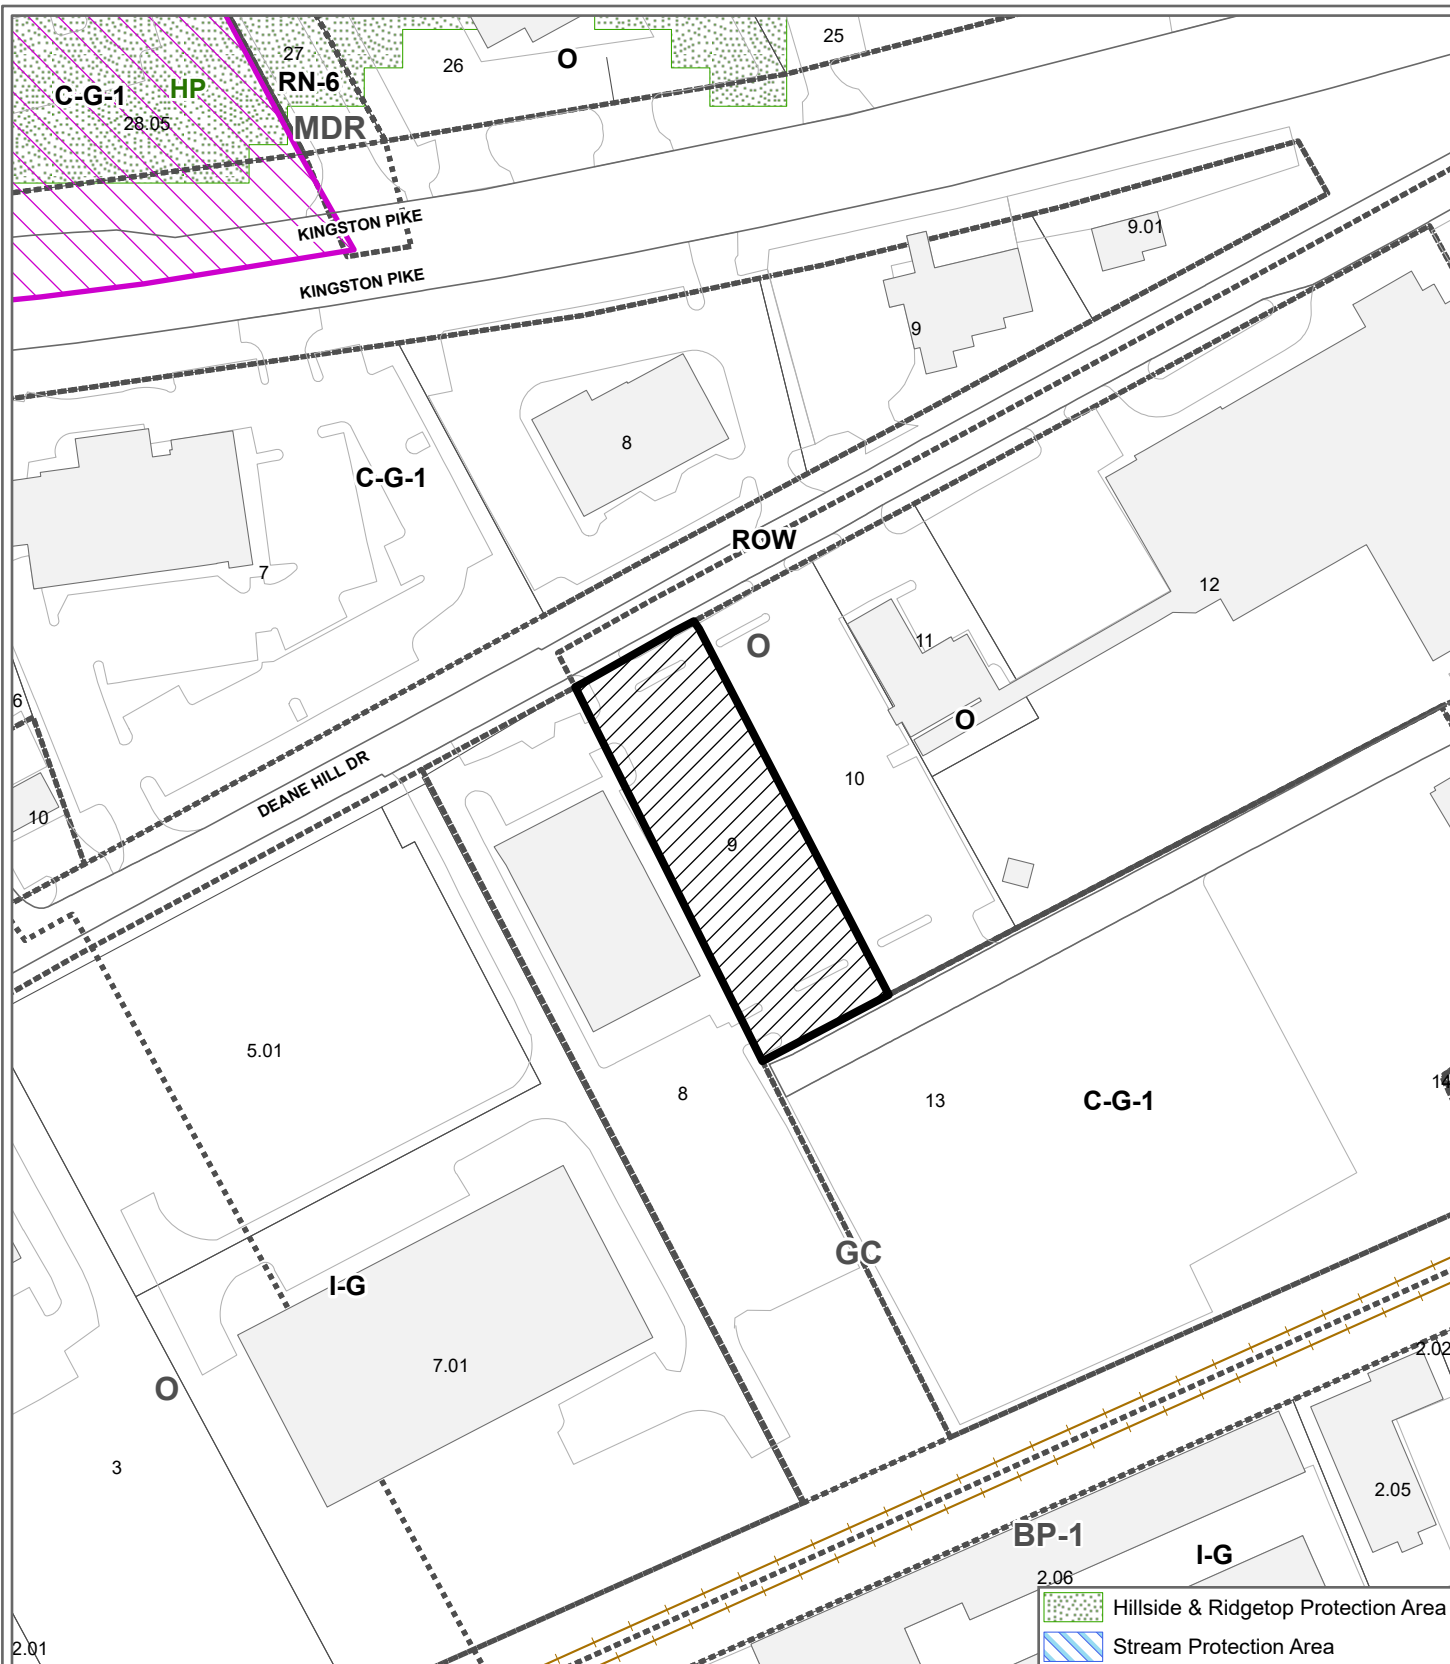 25
27
O
26
RN-6
HP
C-G-1
28.05
MDR
KINGSTON PIKE
9.01
KINGSTON PIKE
9
8
C-G-1
ROW
7
12
11
O
6
O
DEANE HILL DR
10
10
9
5.01
14
8
13
C-G-1
GC
I-G
2.02
7.01
O
3
2.05
BP-1
I-G
2.06
Hillside & Ridgetop Protection Area
2.01
Stream Protection Area